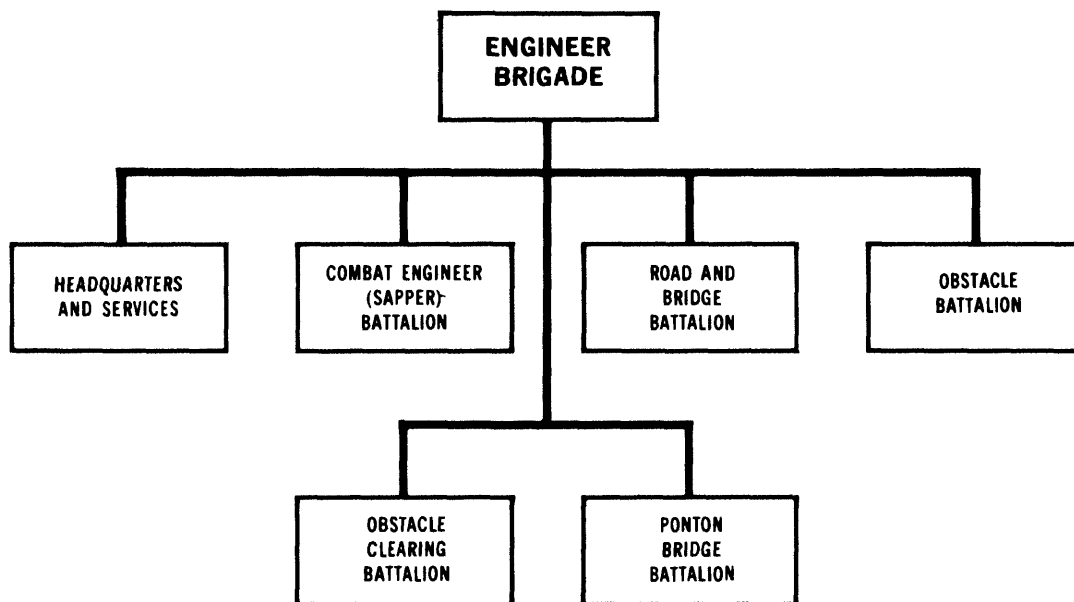 ENGINEER
BRIGADE
HEADQUARTERS
AND SERVICES
COMBAT ENGINEER
(SAPPER)
BATTALION
ROAD AND
BRIDGE
BATTALION
OBSTACLE
BATTALION
OBSTACLE
CLEARING
BATTALION
PONTON
BRIDGE
BATTALION